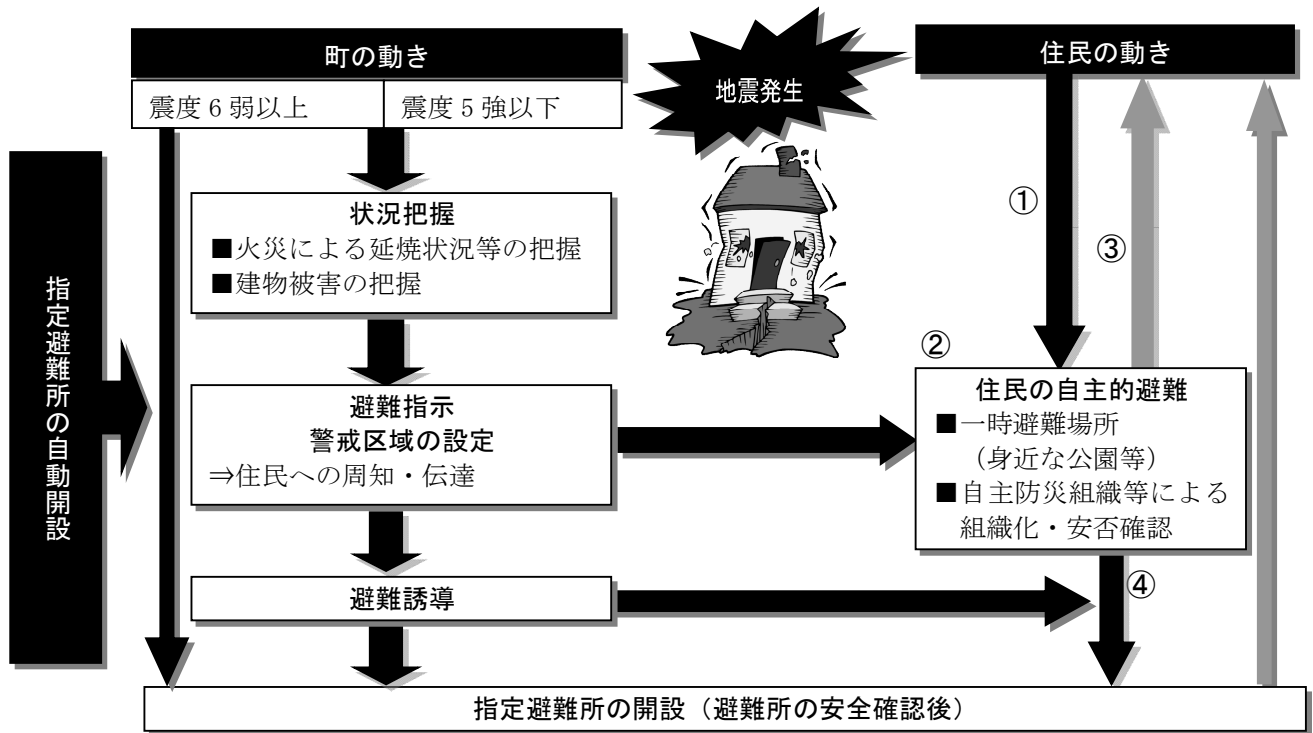 町の動き
震度６弱以上
震度５強以下
地震発生
住民の動き
指定避難所の自動開設
状況把握
■火災による延焼状況等の把握
■建物被害の把握
避難指示
警戒区域の設定
⇒住民への周知・伝達
避難誘導
①
③
②
住民の自主的避難
■一時避難場所
（身近な公園等）
■自主防災組織等による
組織化・安否確認
④
指定避難所の開設（避難所の安全確認後）